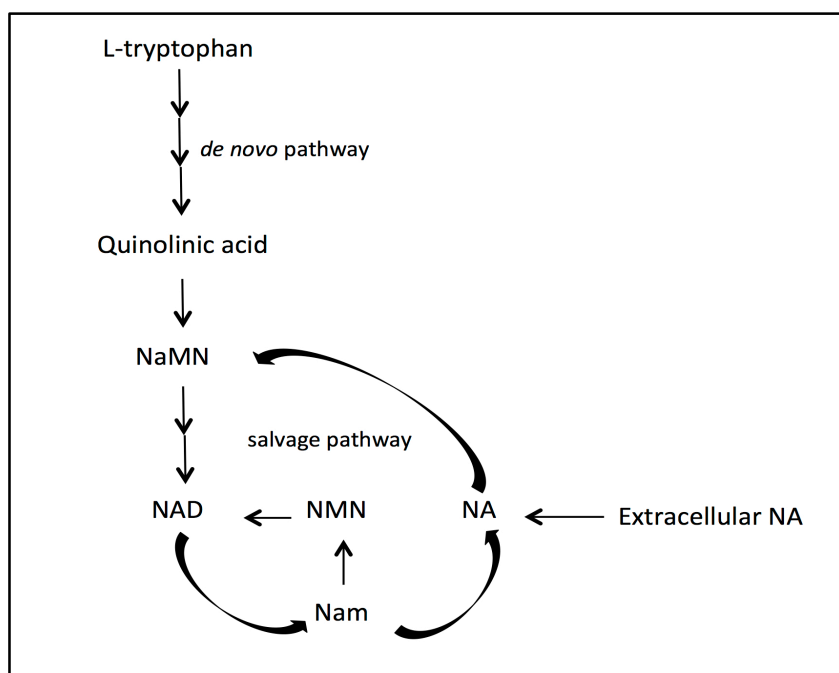 L-tryptophan
de novo pathway
Quinolinic acid
NaMN
salvage pathway
NAD NMN NA Extracellular NA
Nam